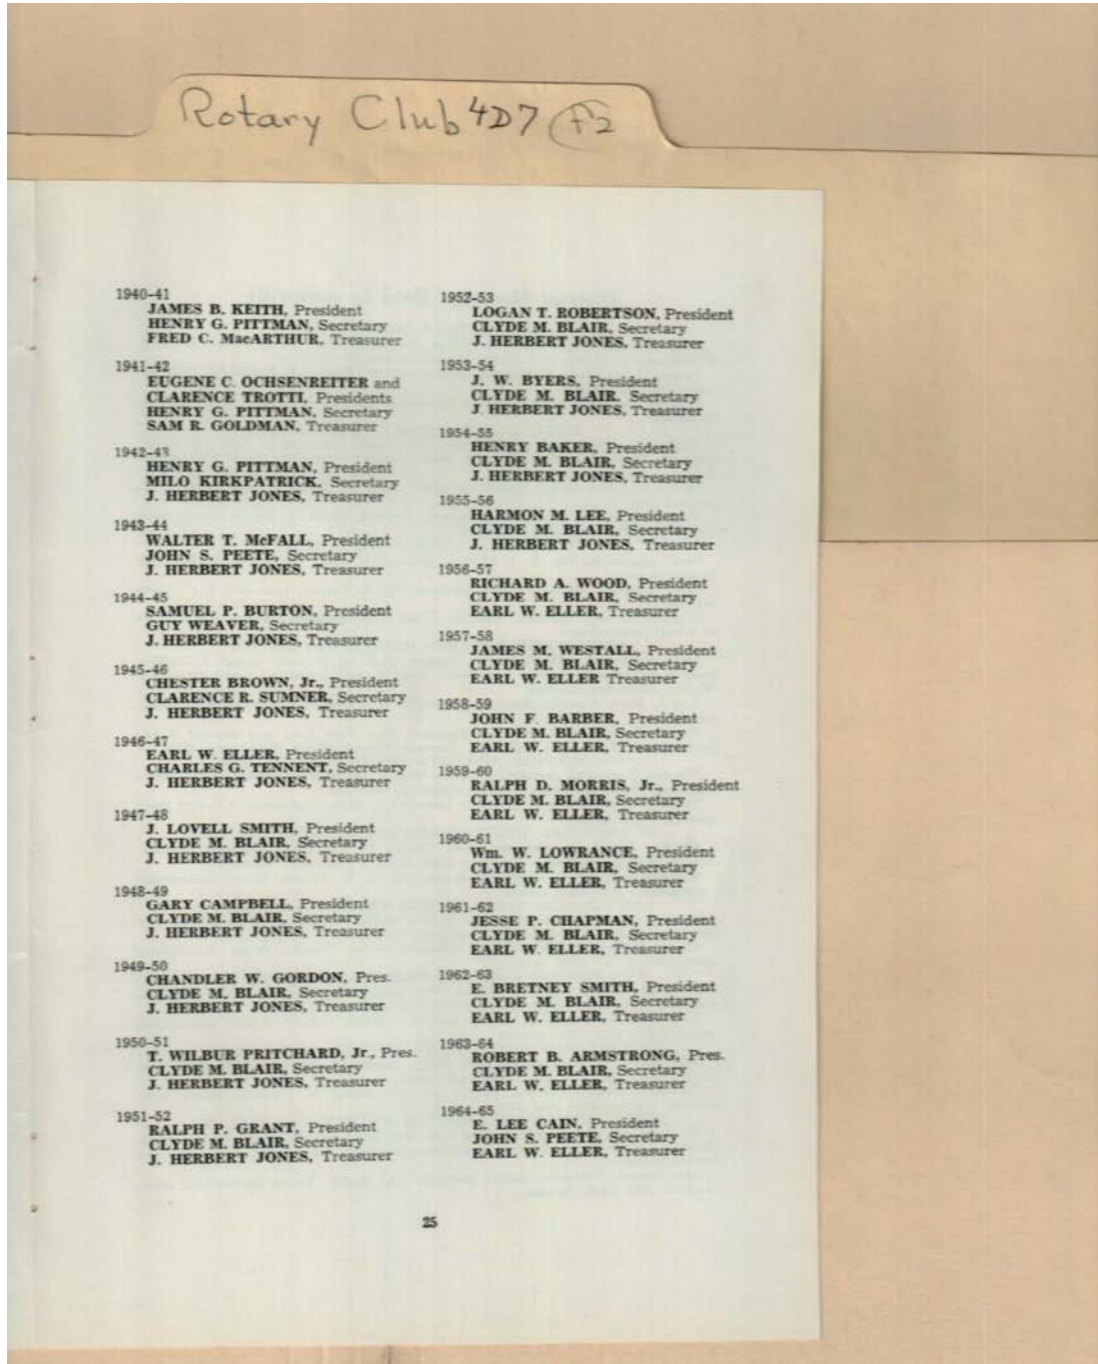 Rotary Club 4D7 F2
1940-41
JAMES B. KEITH, President
HENRY G. PITTMAN, Secretary
FRED C. MacARTHUR, Treasurer
1941-42
EUGENE C. OCHSENREITER and
CLARENCE TROTTI, Presidents
HENRY G. PITTMAN, Secretary
SAM R. GOLDMAN, Treasurer
1942-43
HENRY G. PITTMAN, President
MILO KIRKPATRICK, Secretary
J. HERBERT JONES, Treasurer
1943-44
WALTER T. McFALL, President
JOHN S. PEETE, Secretary
J. HERBERT JONES, Treasurer
1944-45
SAMUEL P. BURTON, President
GUY WEAVER, Secretary
J. HERBERT JONES, Treasurer
1945-46
CHESTER BROWN, Jr., President
CLARENCE R. SUMNER, Secretary
J. HERBERT JONES, Treasurer
1946-47
EARL W. ELLER, President
CHARLES G. TENNENT, Secretary
J. HERBERT JONES, Treasurer
1947-48
J. LOVELL SMITH, President
CLYDE M. BLAIR, Secretary
J. HERBERT JONES, Treasurer
1948-49
GARY CAMPBELL, President
CLYDE M. BLAIR, Secretary
J. HERBERT JONES, Treasurer
1949-50
CHANDLER W. GORDON, Pres.
CLYDE M. BLAIR, Secretary
J. HERBERT JONES, Treasurer
1950-51
T. WILBUR PRITCHARD, Jr., Pres.
CLYDE M. BLAIR, Secretary
J. HERBERT JONES, Treasurer
1951-52
RALPH P. GRANT, President
CLYDE M. BLAIR, Secretary
J. HERBERT JONES, Treasurer
1952-53
LOGAN T. ROBERTSON, President
CLYDE M. BLAIR, Secretary
J. HERBERT JONES, Treasurer
1953-54
J. W. BYERS, President
CLYDE M. BLAIR. Secretary
J HERBERT JONES, Treasurer
1954-55
HENRY BAKER, President
CLYDE M. BLAIR, Secretary
J. HERBERT JONES, Treasurer
1955-56
HARMON M. LEE, President
CLYDE M. BLAIR, Secretary
J. HERBERT JONES, Treasurer
1956-57
RICHARD A. WOOD, President
CLYDE M. BLAIR, Secretary
EARL W. ELLER, Treasurer
1957-58
JAMES M. WESTALL, President
CLYDE M. BLAIR, Secretary
EARL W. ELLER Treasurer
1958-59
JOHN F. BARBER, President
CLYDE M. BLAIR, Secretary
EARL W. ELLER, Treasurer
1959-60
RALPH D. MORRIS, Jr., President
CLYDE M. BLAIR, Secretary
EARL W. ELLER, Treasurer
1960-61
Wm. W. LOWRANCE, President
CLYDE M. BLAIR, Secretary
EARL W. ELLER, Treasurer
1961-62
JESSE P. CHAPMAN, President
CLYDE M. BLAIR, Secretary
EARL W. ELLER, Treasurer
1962-63
E. BRETNEY SMITH, President
CLYDE M. BLAIR, Secretary
EARL W. ELLER, Treasurer
1963-64
ROBERT B. ARMSTRONG, Pres.
CLYDE M. BLAIR, Secretary
EARL W. ELLER, Treasurer
1964-65
E. LEE CAIN, President
JOHN S. PEETE, Secretary
EARL W. ELLER, Treasurer
25